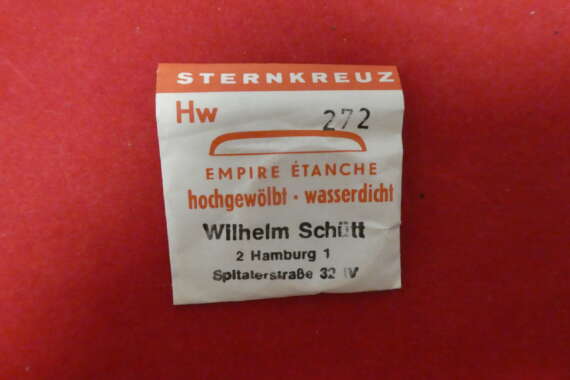 STERNKREUZ
Hw 272
EMPIRE ÉTANCHE
hochgewölbt · wasserdicht
Wilhelm Schütt
2 Hamburg 1
Spitalerstraße 32 IV